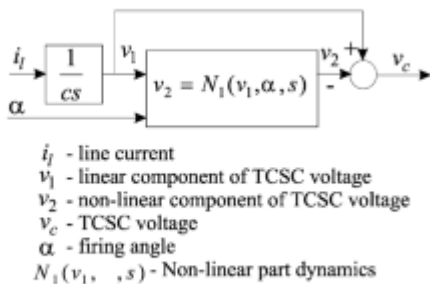 i_l
1
cs
v_1
v_2 = N_1(v_1,α,s)
v_2
+
-
v_c
α
i_l - line current
v_1 - linear component of TCSC voltage
v_2 - non-linear component of TCSC voltage
v_c - TCSC voltage
α - firing angle
N_1(v_1, ,s) - Non-linear part dynamics